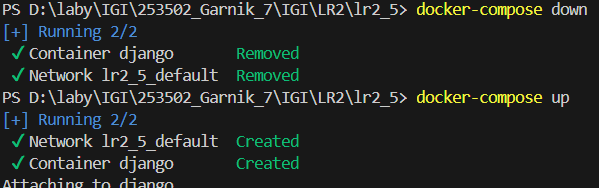 PS D:\laby\IGI\253502_Garnik_7\IGI\LR2\lr2_5> docker-compose down
[+] Running 2/2
✔ Container django Removed
✔ Network lr2_5_default Removed
PS D:\laby\IGI\253502_Garnik_7\IGI\LR2\lr2_5> docker-compose up
[+] Running 2/2
✔ Network lr2_5_default Created
✔ Container django Created
Attaching to django